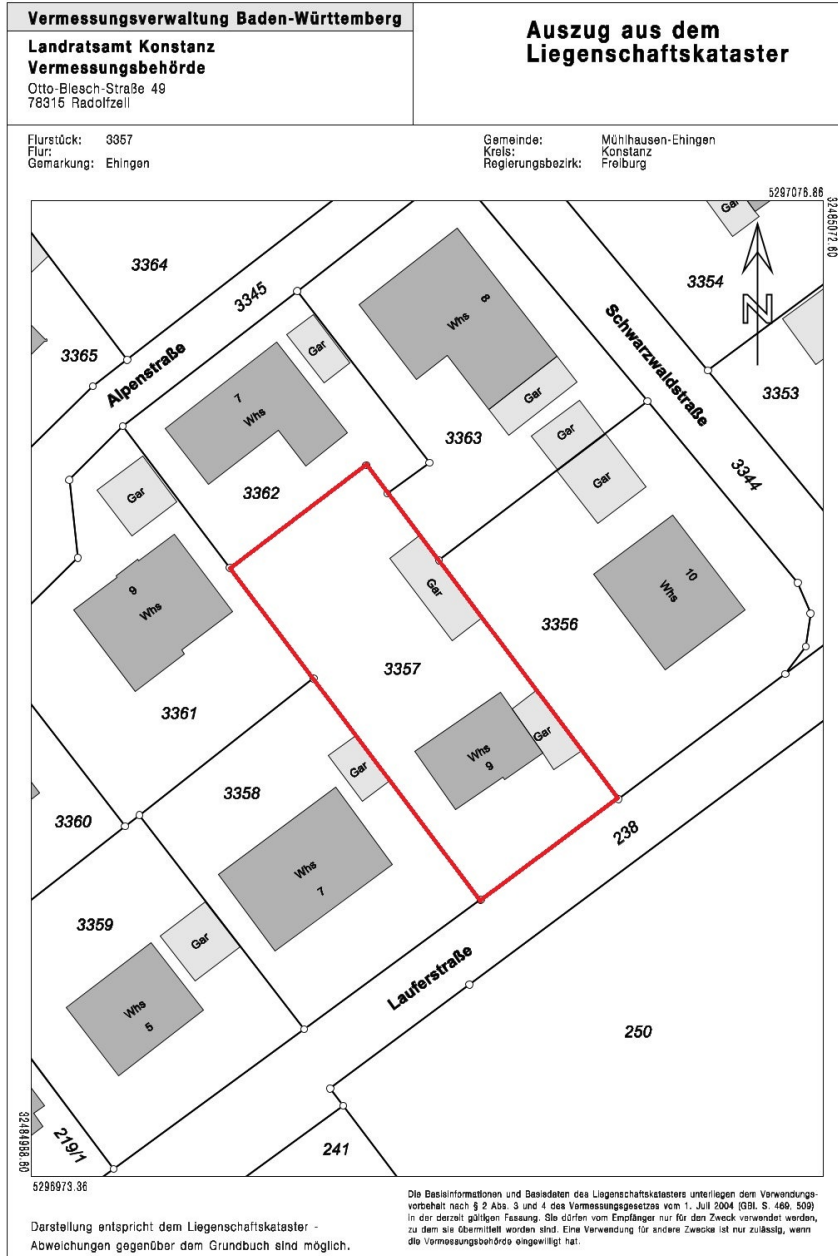 Vermessungsverwaltung Baden-Württemberg
Landratsamt Konstanz
Vermessungsbehörde
Otto-Blesch-Straße 49
78315 Radolfzell
Auszug aus dem
Liegenschaftskataster
Flurstück: 3357
Flur:
Gemarkung: Ehingen
Gemeinde: Mühlhausen-Ehingen
Kreis: Konstanz
Regierungsbezirk: Freiburg
5297076.86
32485072.60
Gar
3364
3345
3354
N
Whs 8
Schwarzwaldstraße
3365
Alpenstraße
Gar
7
Whs
Gar
3353
3363
Gar
3344
3362
Gar
Gar
9
Whs
Gar
10
Whs
3356
3357
3361
Gar
Whs
9
Gar
3358
3360
238
Whs
7
3359
Gar
Lauferstraße
Whs
5
250
219/1
241
32484988.60
5296973.36
Darstellung entspricht dem Liegenschaftskataster -
Abweichungen gegenüber dem Grundbuch sind möglich.
Die Basisinformationen und Basisdaten des Liegenschaftskatasters unterliegen dem Verwendungs-
vorbehalt nach § 2 Abs. 3 und 4 des Vermessungsgesetzes vom 1. Juli 2004 (GBl. S. 469, 509)
in der derzeit gültigen Fassung. Sie dürfen vom Empfänger nur für den Zweck verwendet werden,
zu dem sie übermittelt worden sind. Eine Verwendung für andere Zwecke ist nur zulässig, wenn
die Vermessungsbehörde eingewilligt hat.